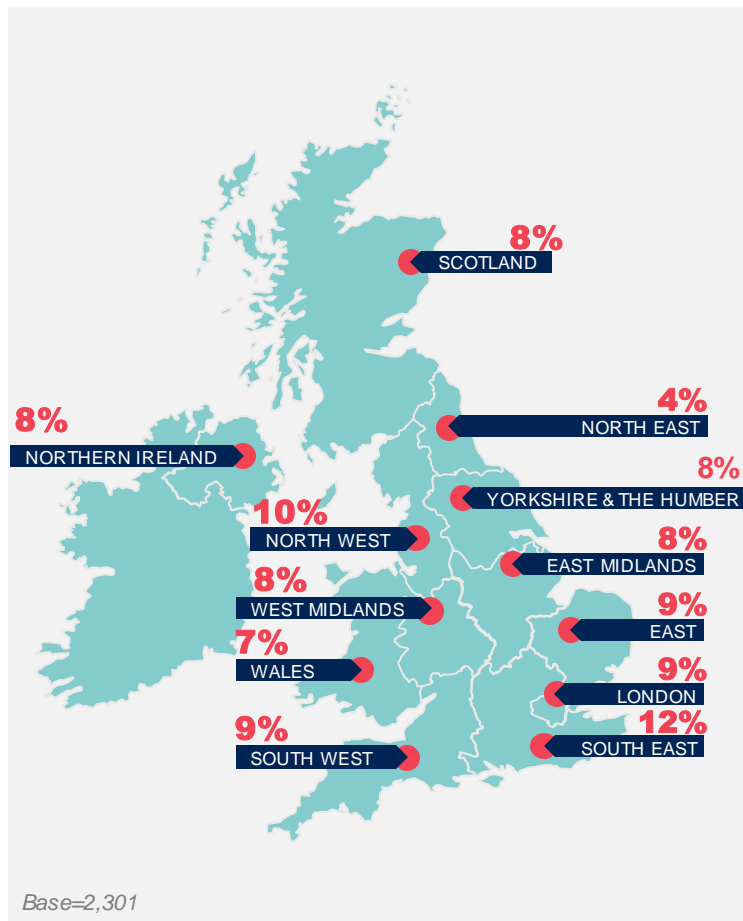 8%
SCOTLAND
4%
NORTH EAST
8%
NORTHERN IRELAND
8%
YORKSHIRE & THE HUMBER
10%
NORTH WEST
8%
EAST MIDLANDS
8%
WEST MIDLANDS
9%
EAST
7%
WALES
9%
LONDON
9%
SOUTH WEST
12%
SOUTH EAST
Base=2,301